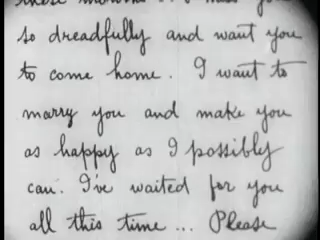 so dreadfully and want you
to come home. I want to
marry you and make you
as happy as I possibly
can. I've waited for you
all this time ... Please